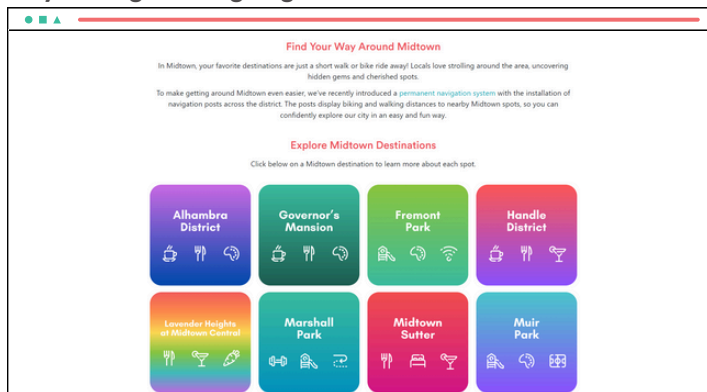 Find Your Way Around Midtown
In Midtown, your favorite destinations are just a short walk or bike ride away! Locals love strolling around the area, uncovering
hidden gems and cherished spots.
To make getting around Midtown even easier, we've recently introduced a permanent navigation system with the installation of
navigation posts across the district. The posts display biking and walking distances to nearby Midtown spots, so you can
confidently explore our city in an easy and fun way.
Explore Midtown Destinations
Click below on a Midtown destination to learn more about each spot.
Alhambra
District
Governor's
Mansion
Fremont
Park
Handle
District
Lavender Heights
at Midtown Central
Marshall
Park
Midtown
Sutter
Muir
Park